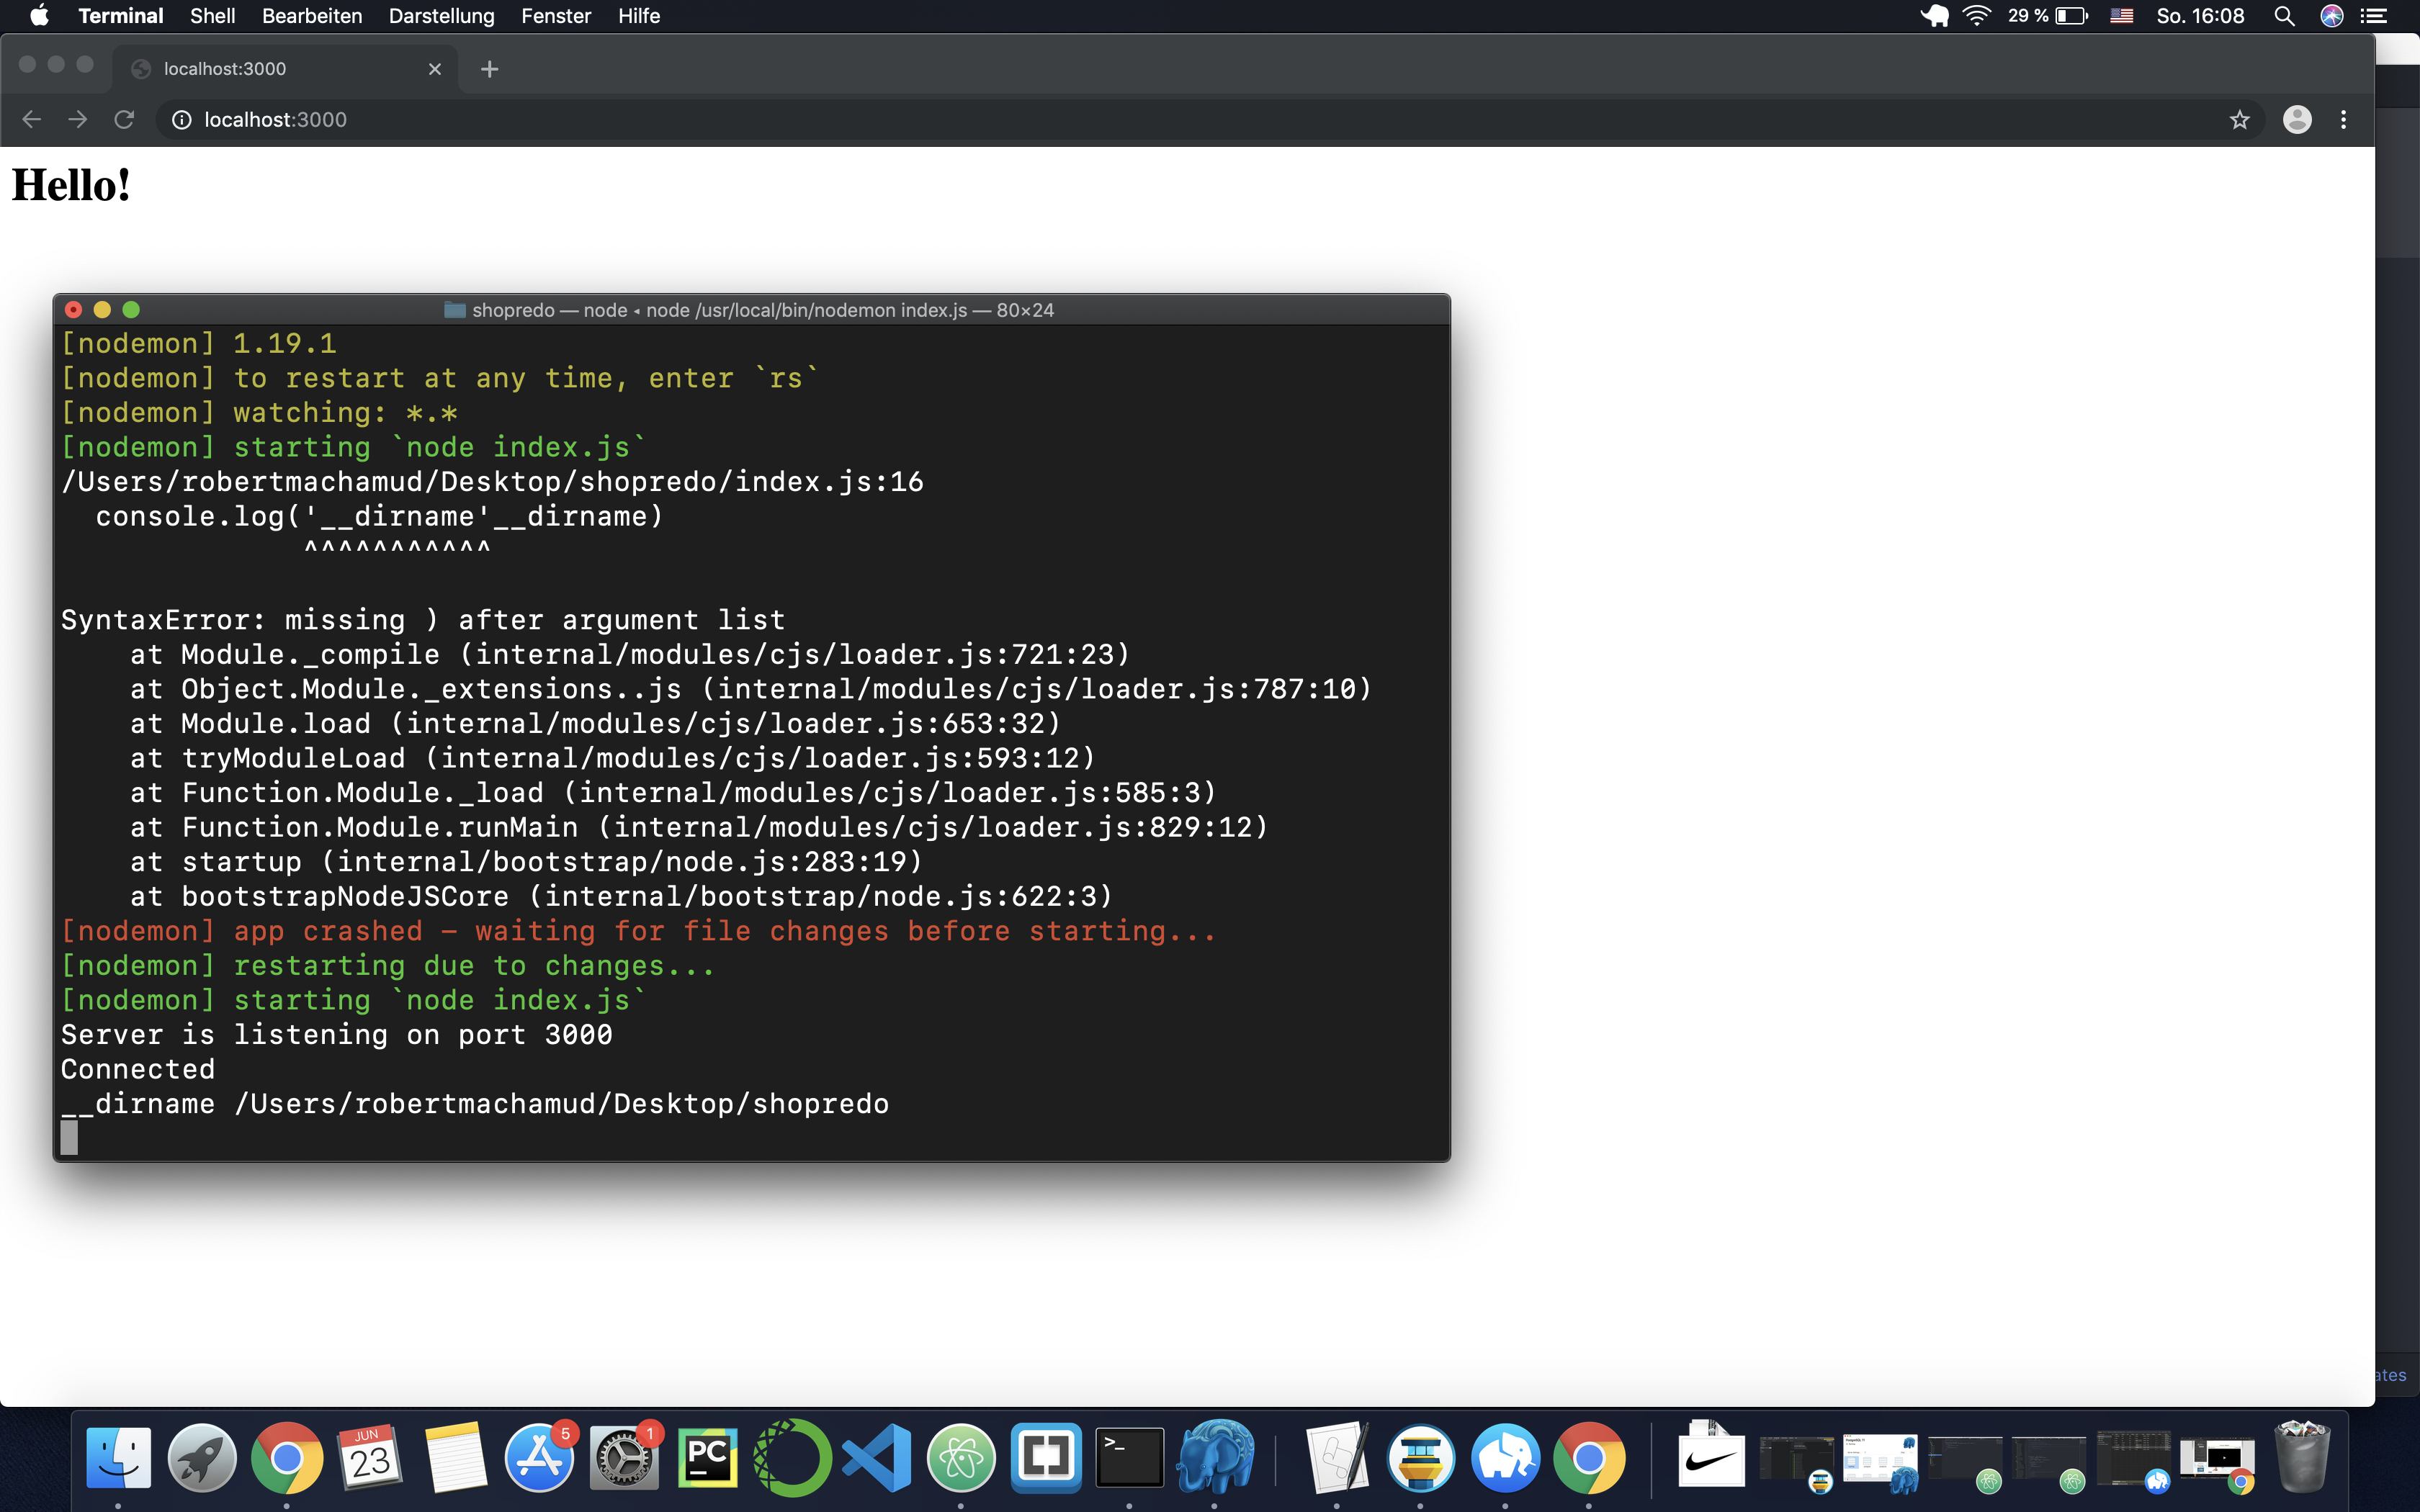 Terminal Shell Bearbeiten Darstellung Fenster Hilfe 29 % So. 16:08
localhost:3000
localhost:3000
Hello!
shopredo — node ◂ node /usr/local/bin/nodemon index.js — 80×24
[nodemon] 1.19.1
[nodemon] to restart at any time, enter `rs`
[nodemon] watching: *.*
[nodemon] starting `node index.js`
/Users/robertmachamud/Desktop/shopredo/index.js:16
  console.log('__dirname'__dirname)
              ^^^^^^^^^^^
SyntaxError: missing ) after argument list
    at Module._compile (internal/modules/cjs/loader.js:721:23)
    at Object.Module._extensions..js (internal/modules/cjs/loader.js:787:10)
    at Module.load (internal/modules/cjs/loader.js:653:32)
    at tryModuleLoad (internal/modules/cjs/loader.js:593:12)
    at Function.Module._load (internal/modules/cjs/loader.js:585:3)
    at Function.Module.runMain (internal/modules/cjs/loader.js:829:12)
    at startup (internal/bootstrap/node.js:283:19)
    at bootstrapNodeJSCore (internal/bootstrap/node.js:622:3)
[nodemon] app crashed – waiting for file changes before starting...
[nodemon] restarting due to changes...
[nodemon] starting `node index.js`
Server is listening on port 3000
Connected
__dirname /Users/robertmachamud/Desktop/shopredo
ates
JUN
23
5
1
PC
>_